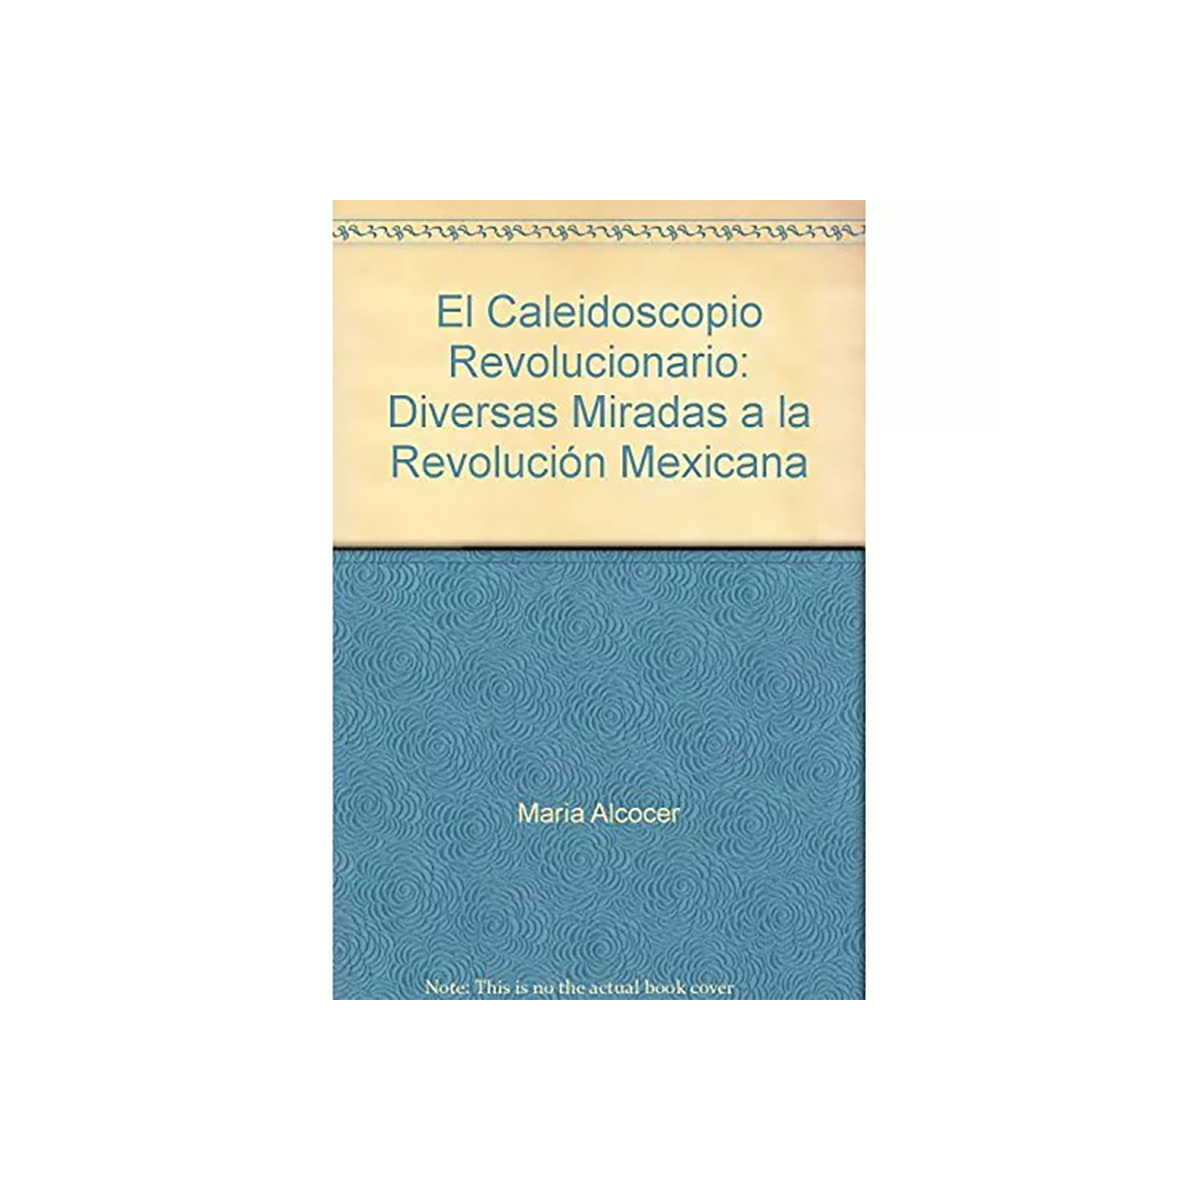 El Caleidoscopio
Revolucionario:
Diversas Miradas a la
Revolución Mexicana
Maria Alcocer
Note: This is no the actual book cover